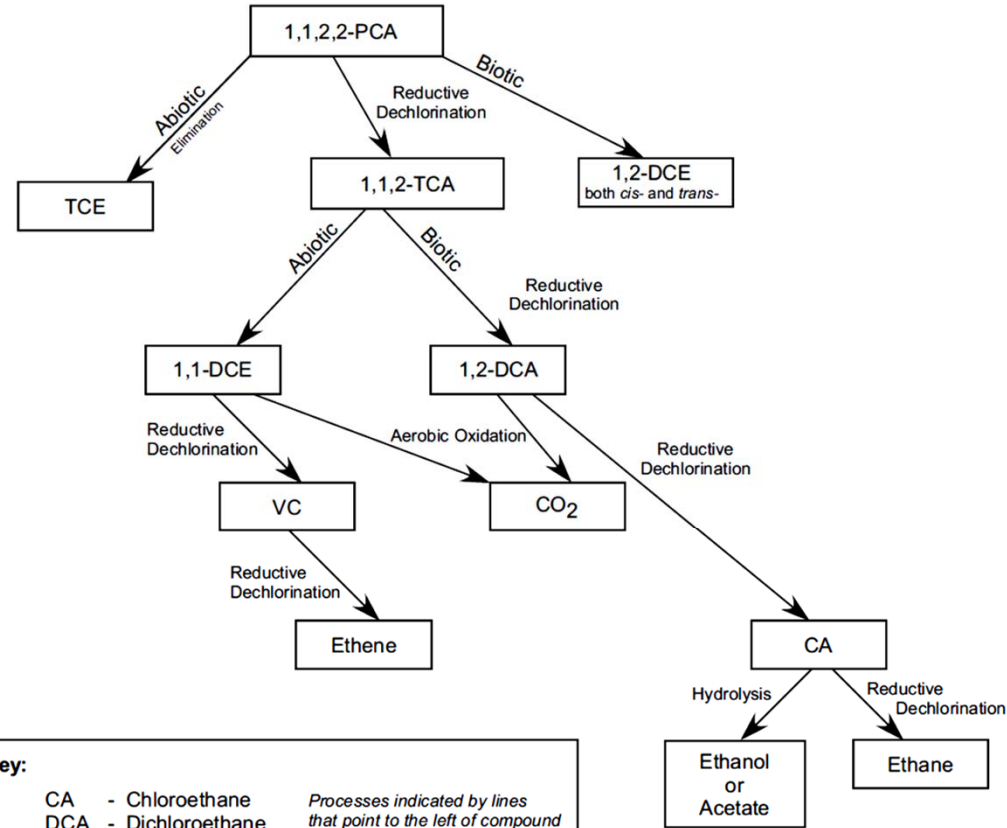 1,1,2,2-PCA
Abiotic
Elimination
Reductive
Dechlorination
Biotic
TCE
1,1,2-TCA
1,2-DCE
both cis- and trans-
Abiotic
Biotic
Reductive
Dechlorination
1,1-DCE
1,2-DCA
Reductive
Dechlorination
Aerobic Oxidation
Reductive
Dechlorination
VC
CO2
Reductive
Dechlorination
Ethene
CA
Hydrolysis
Reductive
Dechlorination
Ethanol
or
Acetate
Ethane
ey:
CA - Chloroethane
DCA - Dichloroethane
Processes indicated by lines
that point to the left of compound